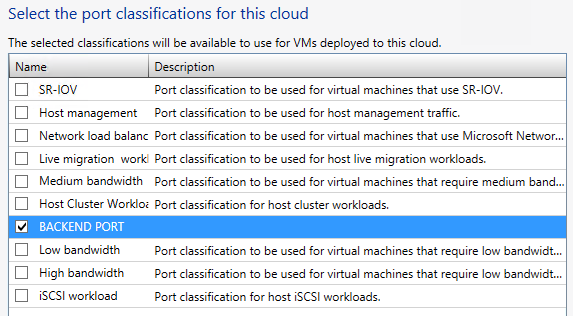 Select the port classifications for this cloud
The selected classifications will be available to use for VMs deployed to this cloud.
Name Description
SR-IOV Port classification to be used for virtual machines that use SR-IOV.
Host management Port classification to be used for host management traffic.
Network load balanc Port classification to be used for virtual machines that use Microsoft Networ...
Live migration workl Port classification to be used for host live migration workloads.
Medium bandwidth Port classification to be used for virtual machines that require medium band...
Host Cluster Workloa Port classification for host cluster workloads.
BACKEND PORT
Low bandwidth Port classification to be used for virtual machines that require low bandwidt...
High bandwidth Port classification to be used for virtual machines that require low bandwidt...
iSCSI workload Port classification for host iSCSI workloads.